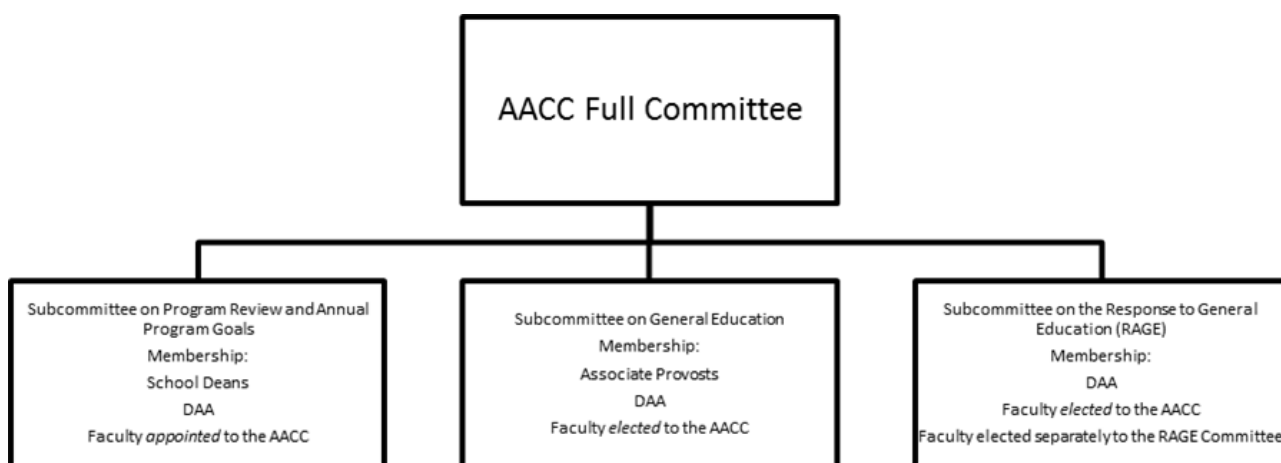 AACC Full Committee
Subcommittee on Program Review and Annual
Program Goals
Membership:
School Deans
DAA
Faculty appointed to the AACC
Subcommittee on General Education
Membership:
Associate Provosts
DAA
Faculty elected to the AACC
Subcommittee on the Response to General
Education (RAGE)
Membership:
DAA
Faculty elected to the AACC
Faculty elected separately to the RAGE Committee